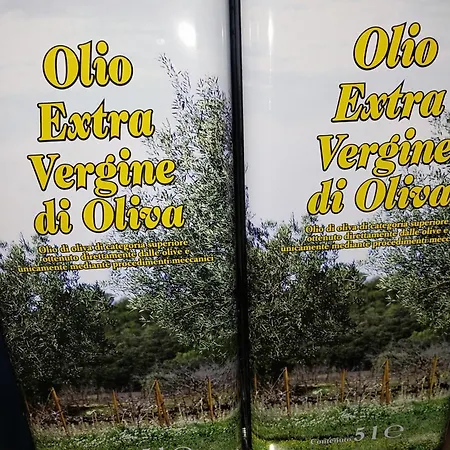 Olio
Extra
Vergine
di Oliva
Olio di oliva di categoria superiore
ottenuto direttamente dalle olive e
unicamente mediante procedimenti meccanici
Olio
Extra
Vergine
di Oliva
Olio di oliva di categoria superiore
ottenuto direttamente dalle olive e
unicamente mediante procedimenti
Contenuto 5 l e